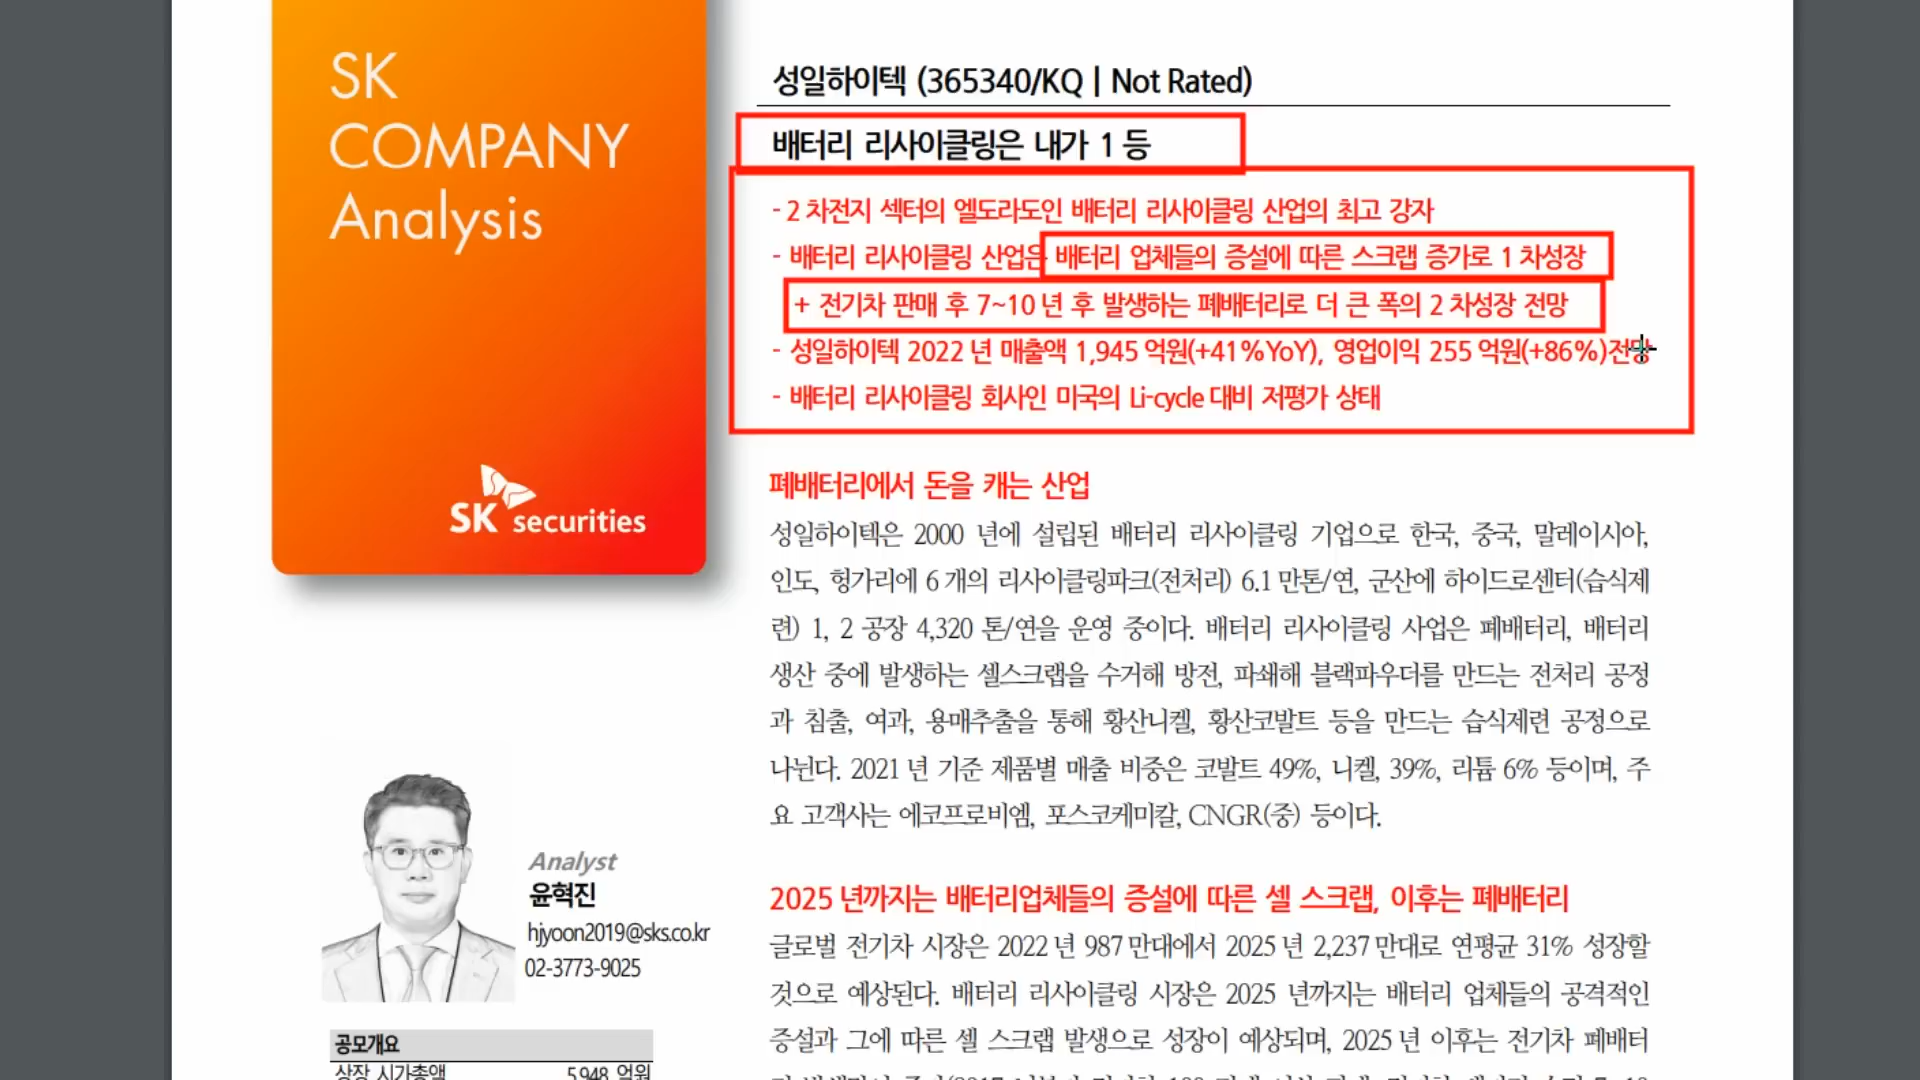 SK
COMPANY
Analysis
SK securities
성일하이텍 (365340/KQ | Not Rated)
배터리 리사이클링은 내가 1 등
- 2 차전지 섹터의 엘도라도인 배터리 리사이클링 산업의 최고 강자
- 배터리 리사이클링 산업은 배터리 업체들의 증설에 따른 스크랩 증가로 1 차성장
+ 전기차 판매 후 7~10 년 후 발생하는 폐배터리로 더 큰 폭의 2 차성장 전망
- 성일하이텍 2022 년 매출액 1,945 억원(+41%YoY), 영업이익 255 억원(+86%)전망
- 배터리 리사이클링 회사인 미국의 Li-cycle 대비 저평가 상태
폐배터리에서 돈을 캐는 산업
성일하이텍은 2000 년에 설립된 배터리 리사이클링 기업으로 한국, 중국, 말레이시아,
인도, 헝가리에 6 개의 리사이클링파크(전처리) 6.1 만톤/연, 군산에 하이드로센터(습식제
련) 1, 2 공장 4,320 톤/연을 운영 중이다. 배터리 리사이클링 사업은 폐배터리, 배터리
생산 중에 발생하는 셀스크랩을 수거해 방전, 파쇄해 블랙파우더를 만드는 전처리 공정
과 침출, 여과, 용매추출을 통해 황산니켈, 황산코발트 등을 만드는 습식제련 공정으로
나뉜다. 2021 년 기준 제품별 매출 비중은 코발트 49%, 니켈, 39%, 리튬 6% 등이며, 주
요 고객사는 에코프로비엠, 포스코케미칼, CNGR(중) 등이다.
2025 년까지는 배터리업체들의 증설에 따른 셀 스크랩, 이후는 폐배터리
글로벌 전기차 시장은 2022 년 987 만대에서 2025 년 2,237 만대로 연평균 31% 성장할
것으로 예상된다. 배터리 리사이클링 시장은 2025 년까지는 배터리 업체들의 공격적인
증설과 그에 따른 셀 스크랩 발생으로 성장이 예상되며, 2025 년 이후는 전기차 폐배터
Analyst
윤혁진
hjyoon2019@sks.co.kr
02-3773-9025
공모개요
상장 시가총액 5,948 억원